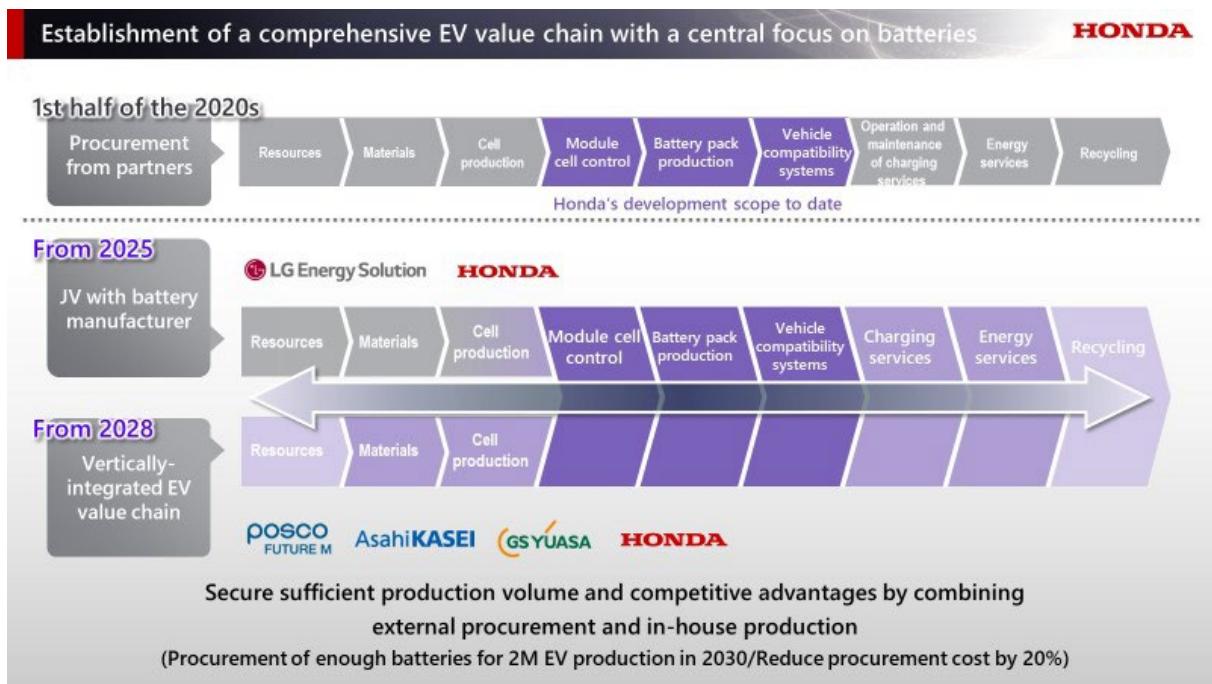 Establishment of a comprehensive EV value chain with a central focus on batteries
HONDA
1st half of the 2020s
Procurement
from partners
Resources
Materials
Cell
production
Module
cell control
Battery pack
production
Vehicle
compatibility
systems
Operation and
maintenance
of charging
services
Energy
services
Recycling
Honda's development scope to date
From 2025
JV with battery
manufacturer
LG Energy Solution
HONDA
Resources
Materials
Cell
production
Module cell
control
Battery pack
production
Vehicle
compatibility
systems
Charging
services
Energy
services
Recycling
From 2028
Vertically-
integrated EV
value chain
Resources
Materials
Cell
production
posco
FUTURE M
AsahiKASEI
GS YUASA
HONDA
Secure sufficient production volume and competitive advantages by combining
external procurement and in-house production
(Procurement of enough batteries for 2M EV production in 2030/Reduce procurement cost by 20%)